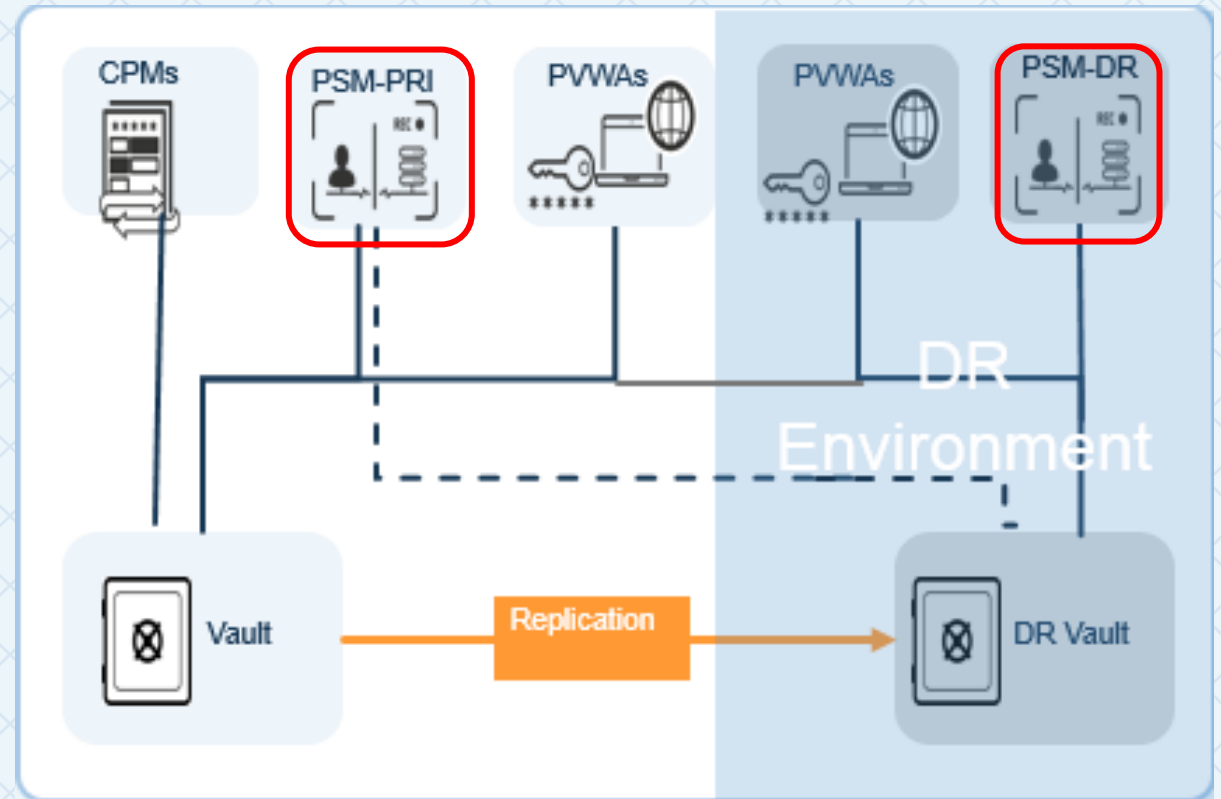 CPMs
PSM-PRI
REC
*****
PVWAs
*****
PVWAs
*****
PSM-DR
REC
DR
Environment
Vault
Replication
DR Vault